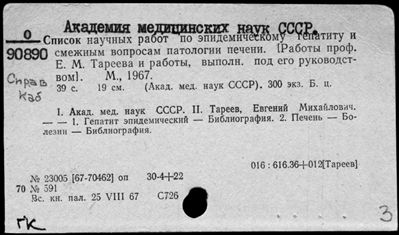 Академия медицинских наук СССР.
0
90890
Список научных работ по эпидемическому гепатиту и
смежным вопросам патологии печени. [Работы проф.
Е. М. Тареева и работы, выполн. под его руководст-
вом]. М., 1967.
Справ.
Каб
39 с. 19 см. (Акад. мед. наук СССР). 300 экз. Б. ц.
I. Акад. мед. наук СССР. II. Тареев, Евгений Михайлович.
— — 1. Гепатит эпидемический — Библиография. 2. Печень — Бо-
лезни — Библиография.
016 : 616.36+012[Тареев]
№ 23005 [67-70462] оп 30-4+22
70 № 591
Вс. кн. пал. 25 VIII 67 С726
гк
3